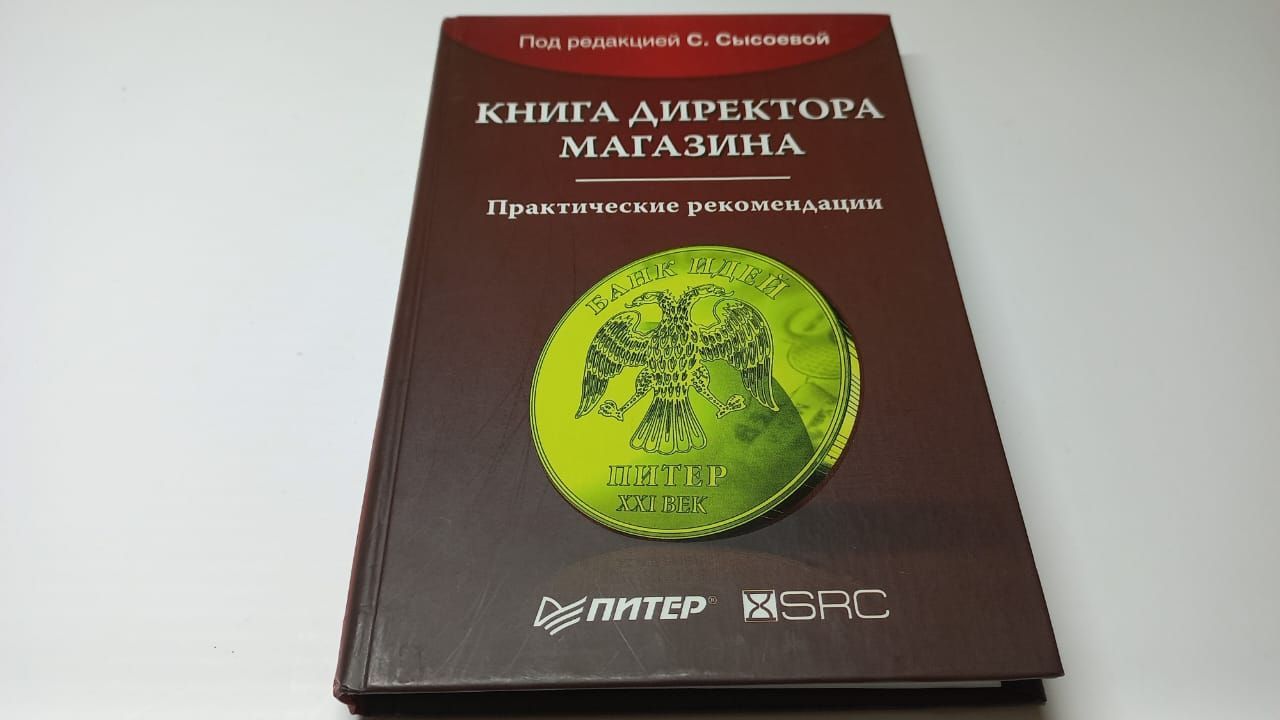 Под редакцией С. Сысоевой
КНИГА ДИРЕКТОРА
МАГАЗИНА
Практические рекомендации
БАНК ИДЕЙ
ПИТЕР
XXI ВЕК
ПИТЕР®
SRC